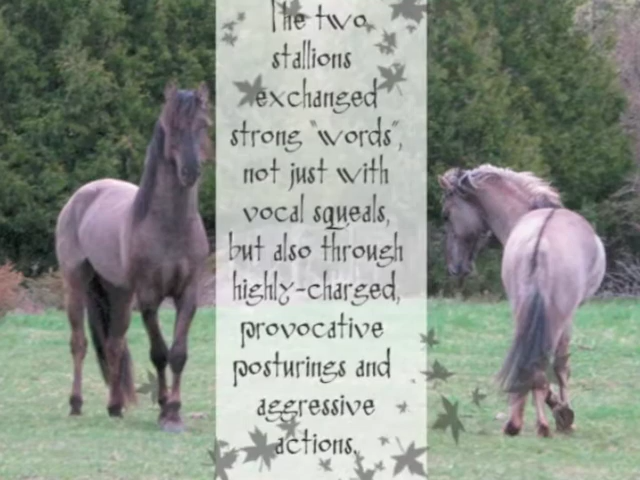 The two
stallions
exchanged
strong "words",
not just with
vocal squeals,
but also through
highly-charged,
provocative
posturings and
aggressive
actions.